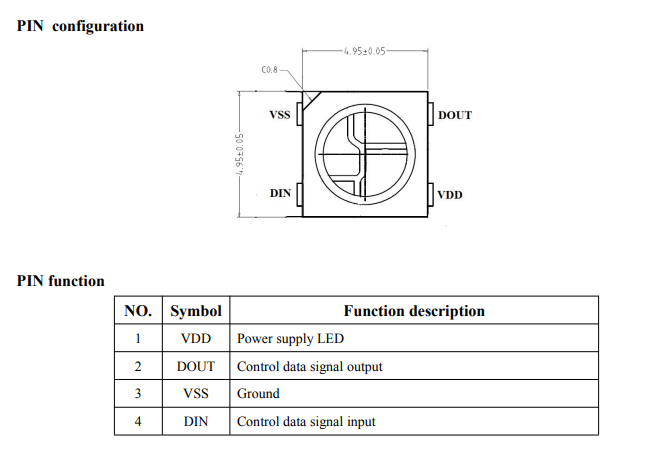 PIN configuration
4.95±0.05
C0.8
VSS
DOUT
4.95±0.05
DIN
VDD
PIN function
NO. Symbol Function description
1 VDD Power supply LED
2 DOUT Control data signal output
3 VSS Ground
4 DIN Control data signal input